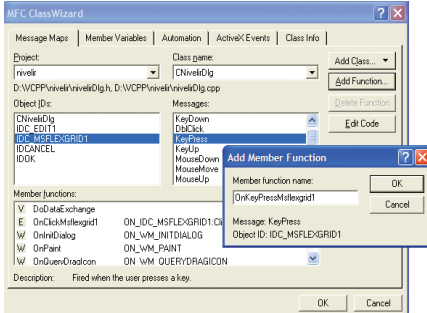 MFC ClassWizard
Message Maps Member Variables Automation ActiveX Events Class Info
Project: Class name: Add Class...
nivelir CNivelirDlg
Add Function...
D:\VCPP\nivelir\nivelirDlg.h, D:\VCPP\nivelir\nivelirDlg.cpp
Object IDs: Messages: Delete Function
CNivelirDlg KeyDown
IDC_EDIT1 DblClick Edit Code
IDC_MSFLEXGRID1 KeyPress
IDCANCEL KeyUp
IDOK MouseDown
MouseMove
MouseUp
Add Member Function
Member function name: OK
OnKeyPressMsflexgrid1 Cancel
Message: KeyPress
Object ID: IDC_MSFLEXGRID1
Member functions:
V DoDataExchange
E OnClickMsflexgrid1 ON_IDC_MSFLEXGRID1:Cli
W OnInitDialog ON_WM_INITDIALOG
W OnPaint ON_WM_PAINT
W OnQueryDragIcon ON_WM_QUERYDRAGICON
Description: Fired when the user presses a key.
OK Cancel